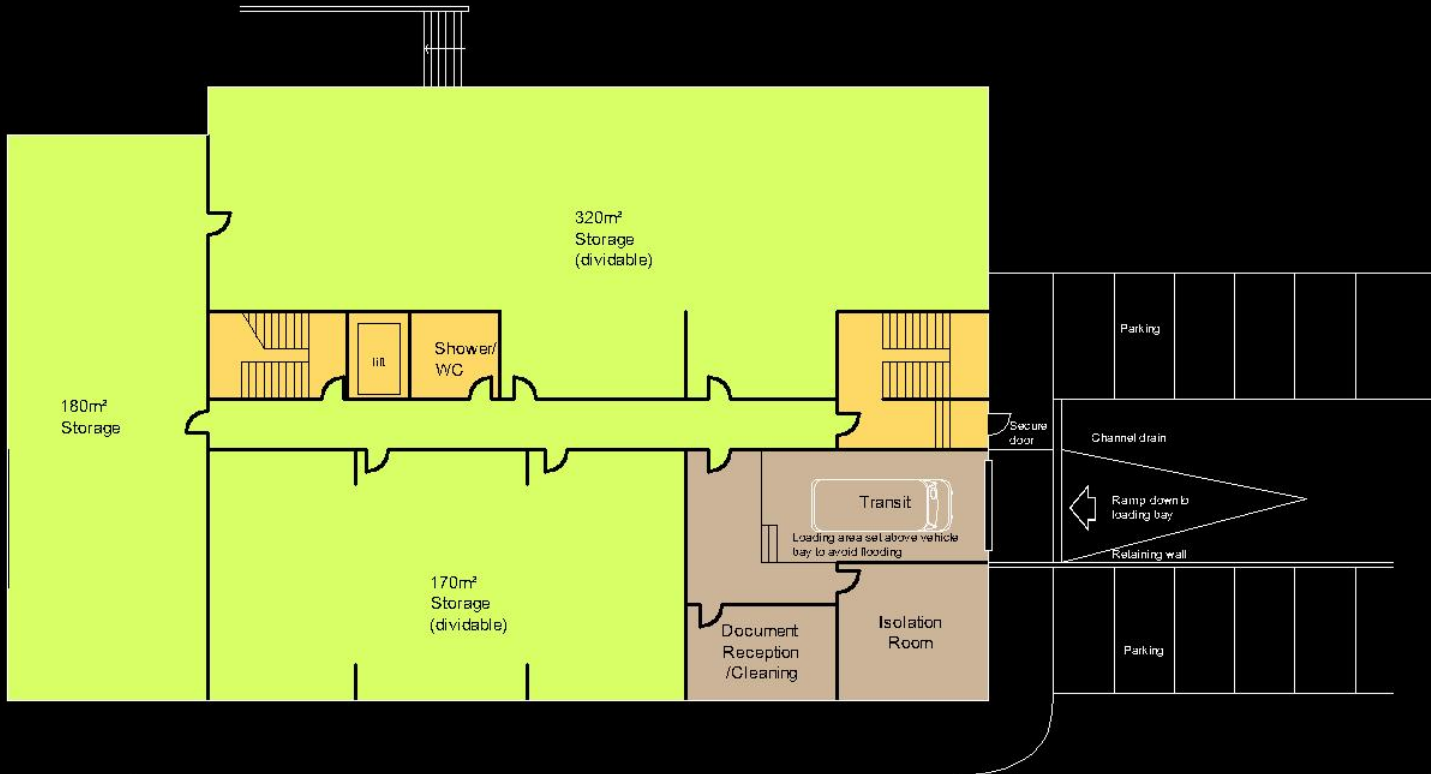 320m²
Storage
(dividable)
Parking
Shower/
WC
lift
180m²
Storage
Secure
door
Channel drain
Transit
Ramp down to
loading bay
Loading area set above vehicle
bay to avoid flooding
Retaining wall
170m²
Storage
(dividable)
Document
Reception
/Cleaning
Isolation
Room
Parking